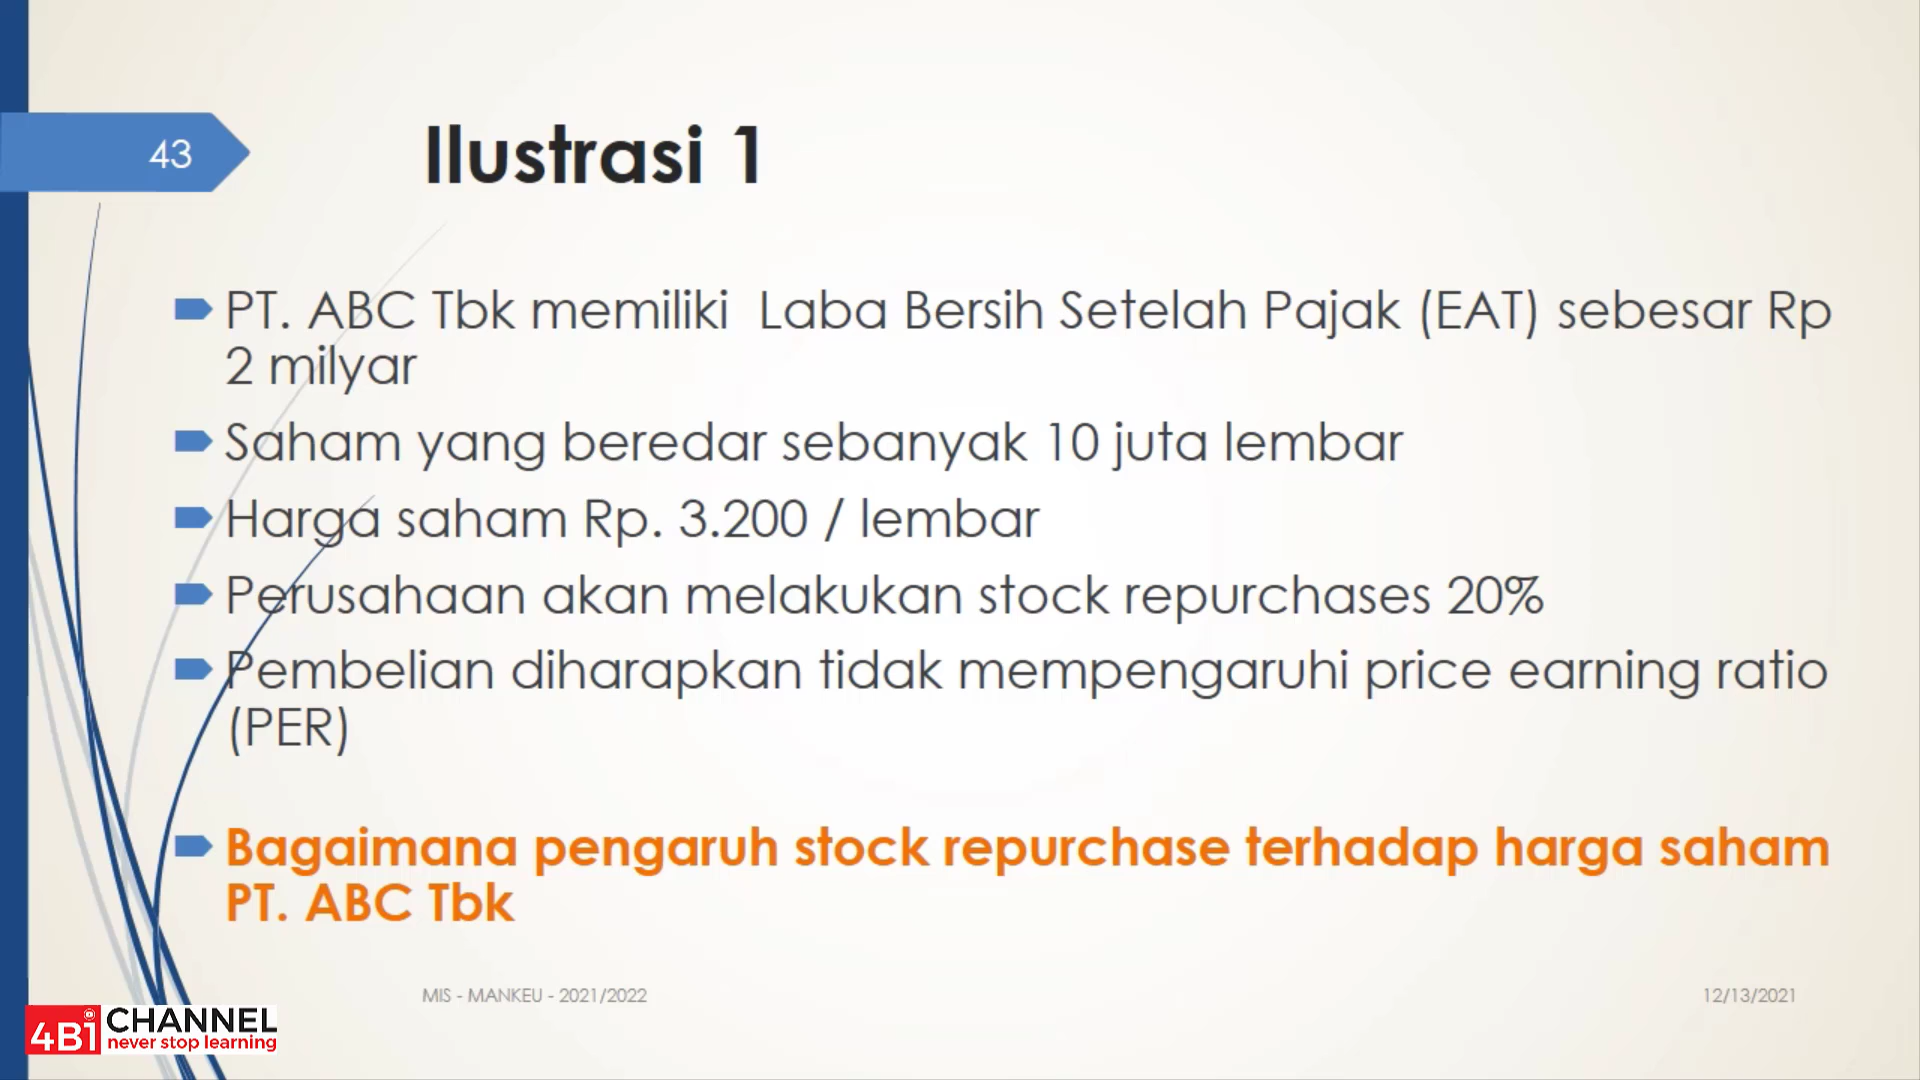 43
Ilustrasi 1
PT. ABC Tbk memiliki Laba Bersih Setelah Pajak (EAT) sebesar Rp
2 milyar
Saham yang beredar sebanyak 10 juta lembar
Harga saham Rp. 3.200 / lembar
Perusahaan akan melakukan stock repurchases 20%
Pembelian diharapkan tidak mempengaruhi price earning ratio
(PER)
Bagaimana pengaruh stock repurchase terhadap harga saham
PT. ABC Tbk
MIS - MANKEU - 2021/2022
12/13/2021
4Bi CHANNEL
never stop learning